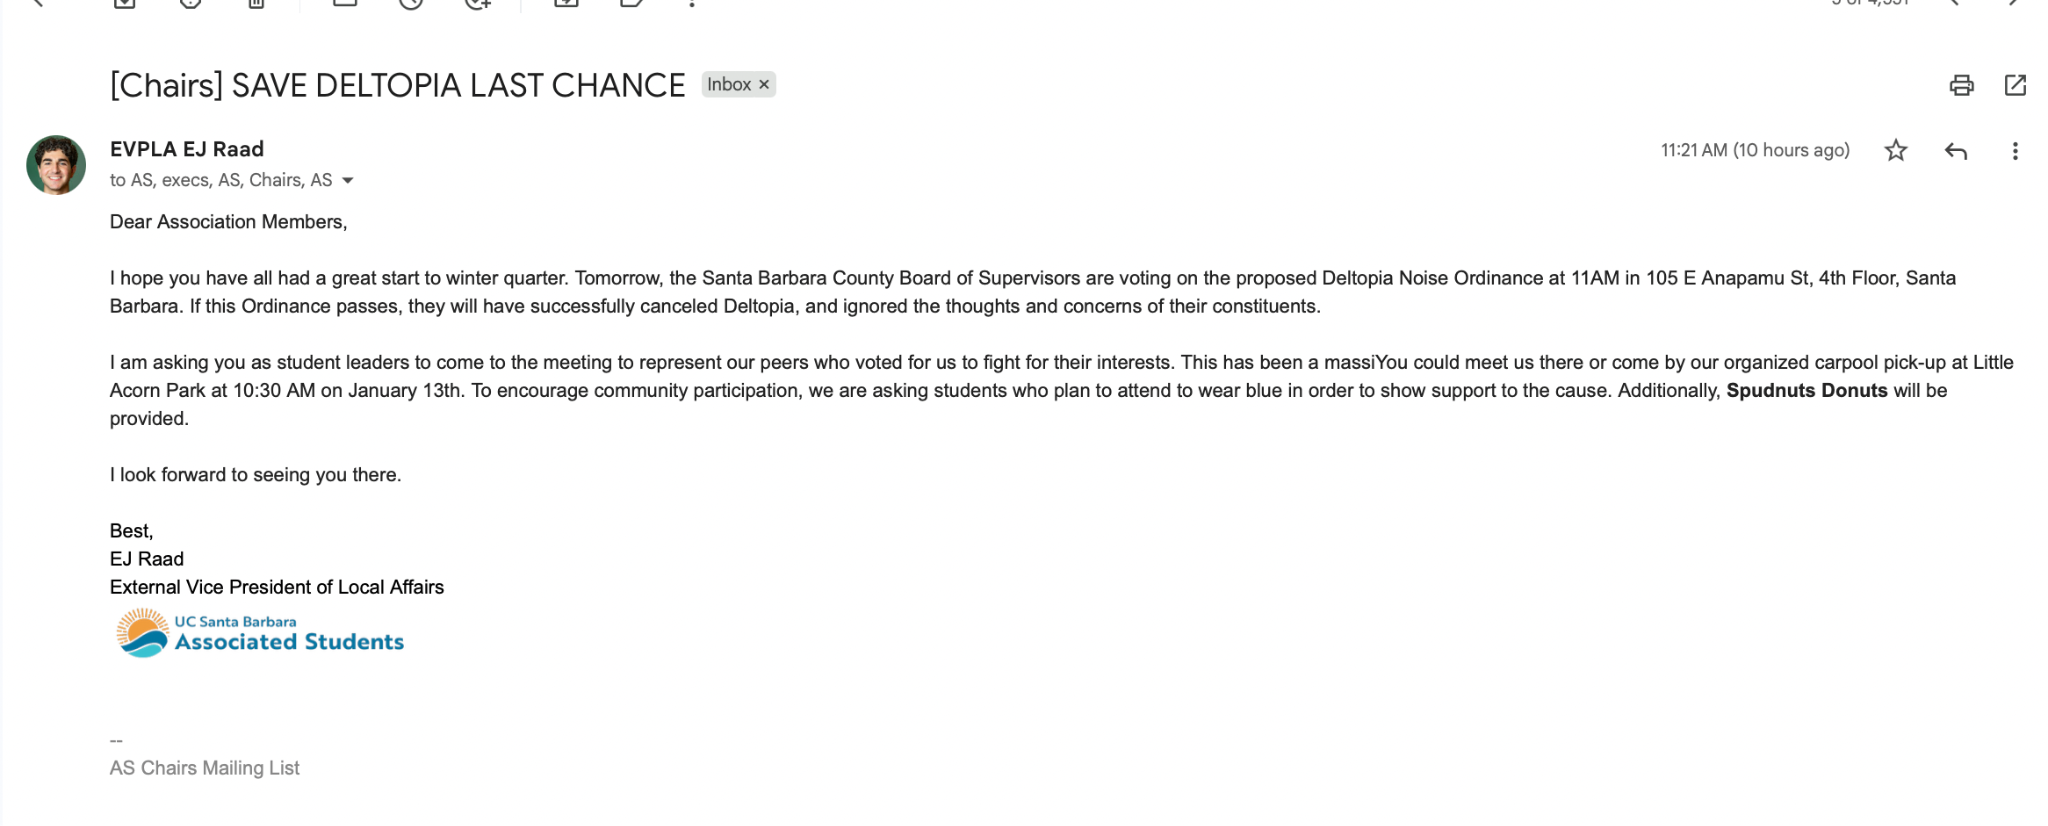 [Chairs] SAVE DELTOPIA LAST CHANCE Inbox ×
EVPLA EJ Raad
11:21 AM (10 hours ago)
to AS, execs, AS, Chairs, AS
Dear Association Members,
I hope you have all had a great start to winter quarter. Tomorrow, the Santa Barbara County Board of Supervisors are voting on the proposed Deltopia Noise Ordinance at 11AM in 105 E Anapamu St, 4th Floor, Santa
Barbara. If this Ordinance passes, they will have successfully canceled Deltopia, and ignored the thoughts and concerns of their constituents.
I am asking you as student leaders to come to the meeting to represent our peers who voted for us to fight for their interests. This has been a massiYou could meet us there or come by our organized carpool pick-up at Little
Acorn Park at 10:30 AM on January 13th. To encourage community participation, we are asking students who plan to attend to wear blue in order to show support to the cause. Additionally, Spudnuts Donuts will be
provided.
I look forward to seeing you there.
Best,
EJ Raad
External Vice President of Local Affairs
UC Santa Barbara
Associated Students
--
AS Chairs Mailing List